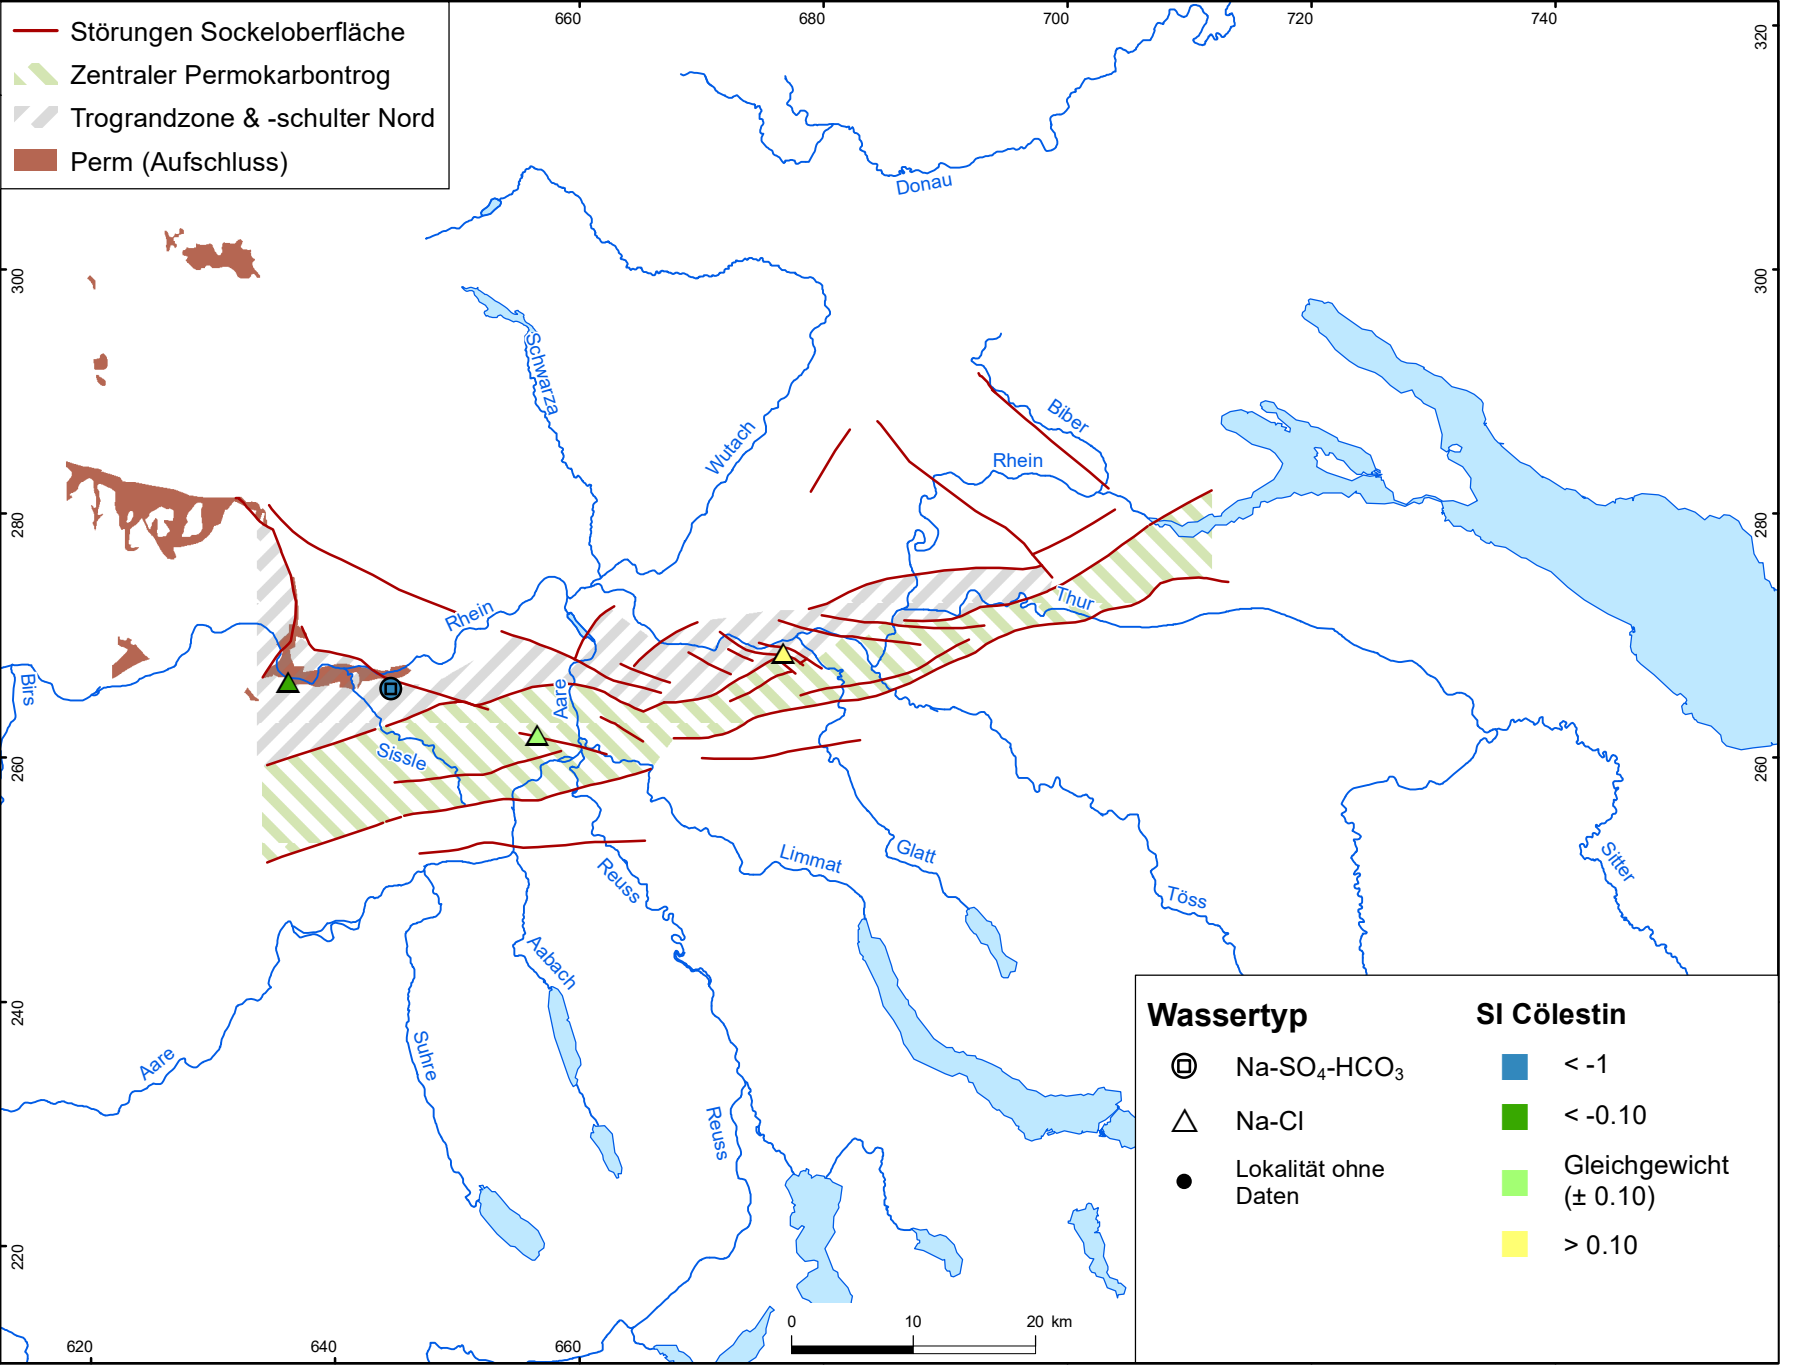 Störungen Sockeloberfläche
Zentraler Permokarbontrog
Trograndzone & -schulter Nord
Perm (Aufschluss)
660
680
700
720
740
320
300
300
280
280
260
260
240
220
620
640
660
Donau
Schwarza
Wutach
Biber
Rhein
Rhein
Thur
Birs
Aare
Sissle
Limmat
Glatt
Töss
Sitter
Reuss
Aabach
Aare
Suhre
Reuss
0 10 20 km
Wassertyp
Na-SO₄-HCO₃
Na-Cl
Lokalität ohne
Daten
SI Cölestin
< -1
< -0.10
Gleichgewicht
(± 0.10)
> 0.10